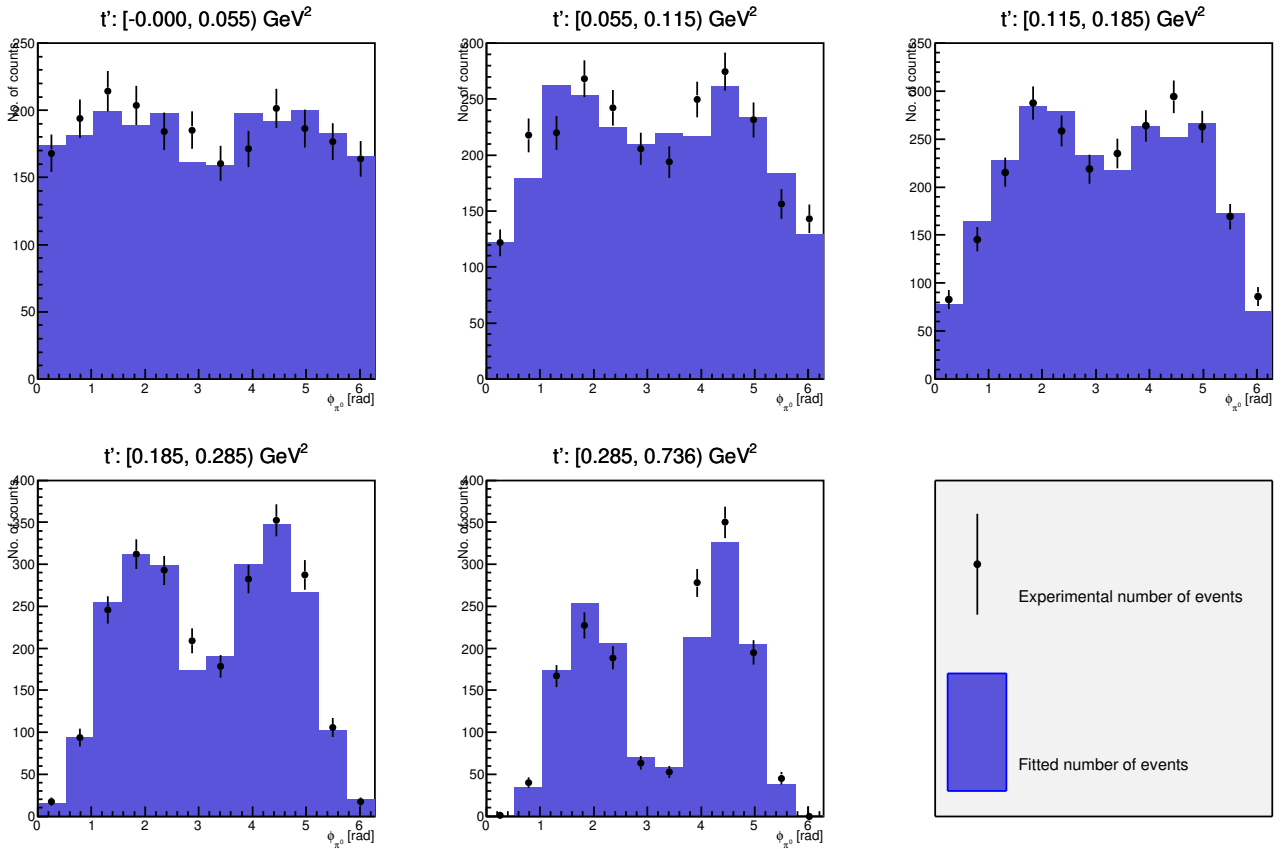 t': [-0.000, 0.055) GeV²
No. of counts
250
200
150
100
50
0
0 1 2 3 4 5 6
ϕ_π⁰ [rad]
t': [0.055, 0.115) GeV²
No. of counts
300
250
200
150
100
50
0
0 1 2 3 4 5 6
ϕ_π⁰ [rad]
t': [0.115, 0.185) GeV²
No. of counts
350
300
250
200
150
100
50
0
0 1 2 3 4 5 6
ϕ_π⁰ [rad]
t': [0.185, 0.285) GeV²
No. of counts
400
350
300
250
200
150
100
50
0
0 1 2 3 4 5 6
ϕ_π⁰ [rad]
t': [0.285, 0.736) GeV²
No. of counts
400
350
300
250
200
150
100
50
0
0 1 2 3 4 5 6
ϕ_π⁰ [rad]
Experimental number of events
Fitted number of events